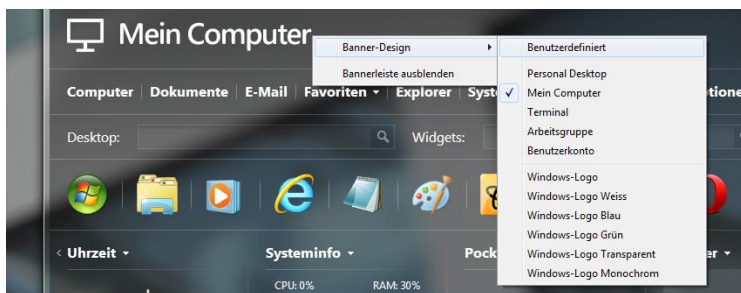 Mein Computer
Banner-Design
Bannerleiste ausblenden
Benutzerdefiniert
Personal Desktop
Mein Computer
Terminal
Arbeitsgruppe
Benutzerkonto
Windows-Logo
Windows-Logo Weiss
Windows-Logo Blau
Windows-Logo Grün
Windows-Logo Transparent
Windows-Logo Monochrom
Computer Dokumente E-Mail Favoriten Explorer
Desktop: Widgets:
Uhrzeit Systeminfo
CPU: 0% RAM: 30%